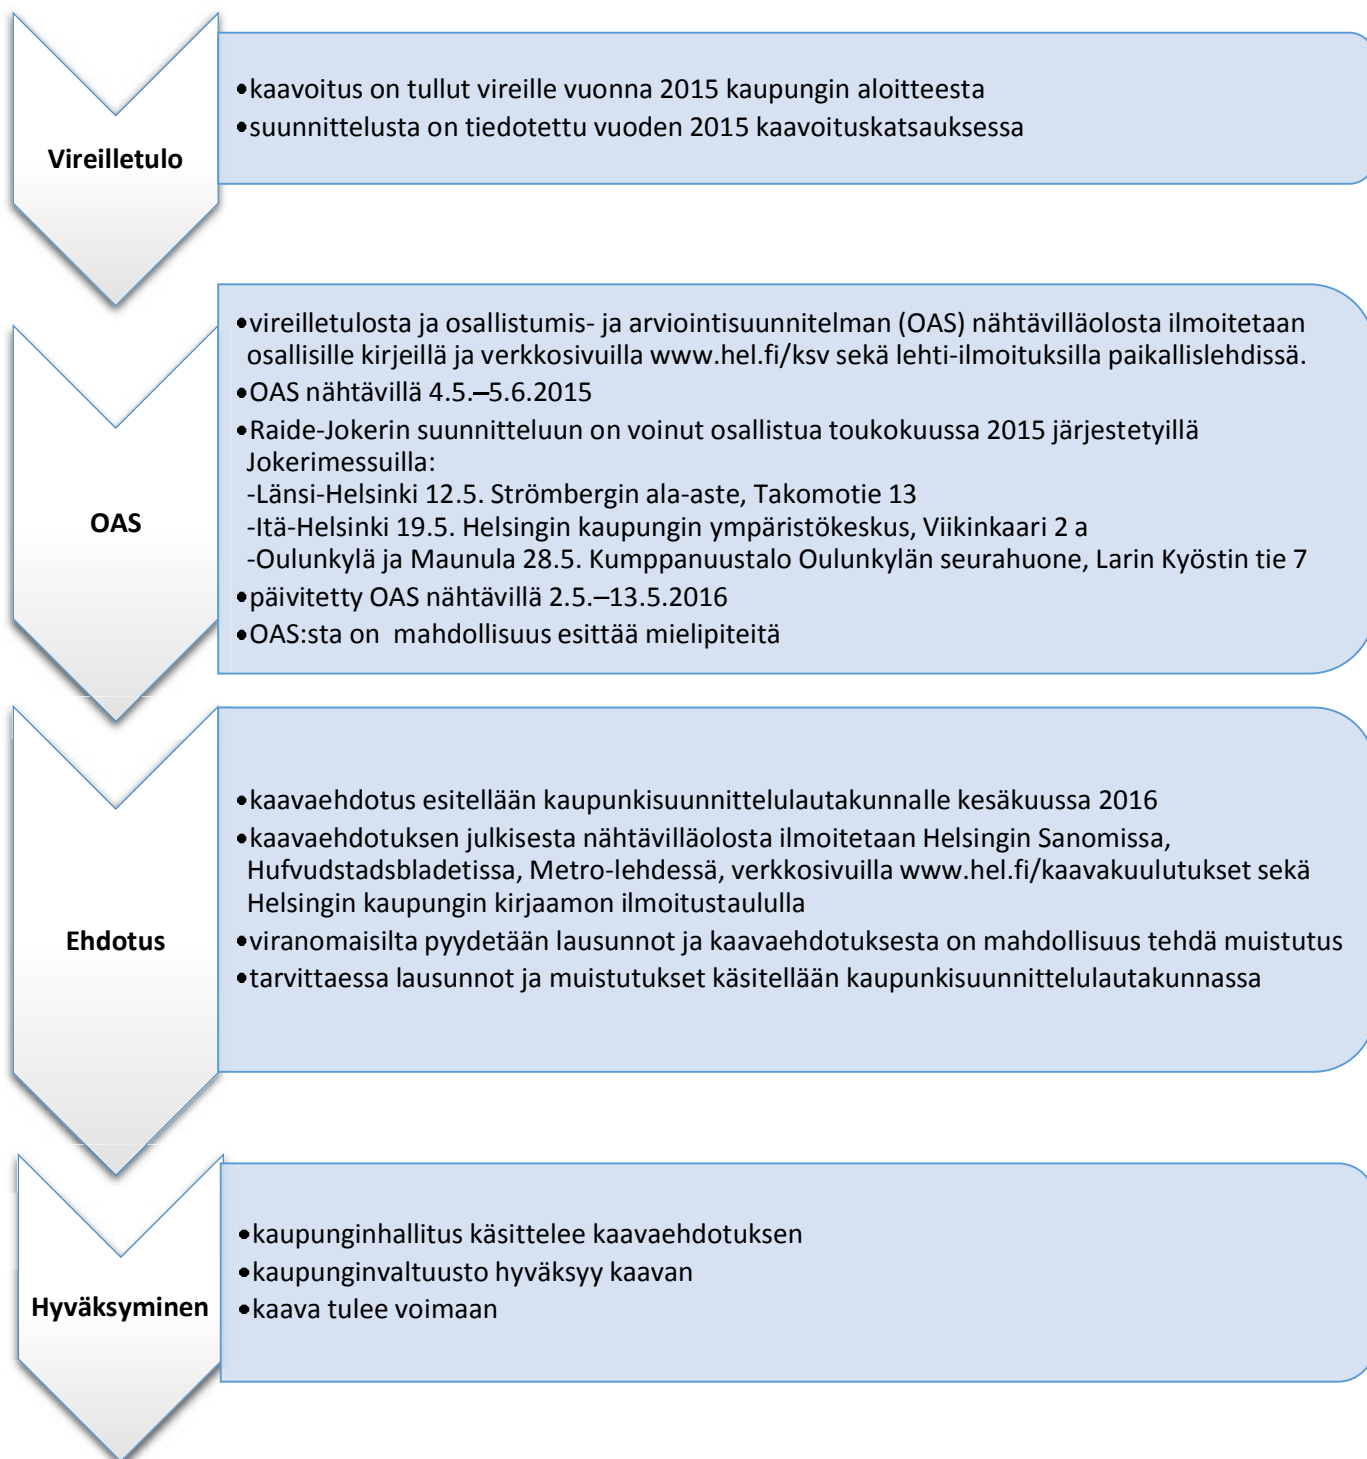 Vireilletulo
•kaavoitus on tullut vireille vuonna 2015 kaupungin aloitteesta
•suunnittelusta on tiedotettu vuoden 2015 kaavoituskatsauksessa
OAS
•vireilletulosta ja osallistumis- ja arviointisuunnitelman (OAS) nähtävilläolosta ilmoitetaan
osallisille kirjeillä ja verkkosivuilla www.hel.fi/ksv sekä lehti-ilmoituksilla paikallislehdissä.
•OAS nähtävillä 4.5.–5.6.2015
•Raide-Jokerin suunnitteluun on voinut osallistua toukokuussa 2015 järjestetyillä
Jokerimessuilla:
-Länsi-Helsinki 12.5. Strömbergin ala-aste, Takomotie 13
-Itä-Helsinki 19.5. Helsingin kaupungin ympäristökeskus, Viikinkaari 2 a
-Oulunkylä ja Maunula 28.5. Kumppanuustalo Oulunkylän seurahuone, Larin Kyöstin tie 7
•päivitetty OAS nähtävillä 2.5.–13.5.2016
•OAS:sta on mahdollisuus esittää mielipiteitä
Ehdotus
•kaavaehdotus esitellään kaupunkisuunnittelulautakunnalle kesäkuussa 2016
•kaavaehdotuksen julkisesta nähtävilläolosta ilmoitetaan Helsingin Sanomissa,
Hufvudstadsbladetissa, Metro-lehdessä, verkkosivuilla www.hel.fi/kaavakuulutukset sekä
Helsingin kaupungin kirjaamon ilmoitustaululla
•viranomaisilta pyydetään lausunnot ja kaavaehdotuksesta on mahdollisuus tehdä muistutus
•tarvittaessa lausunnot ja muistutukset käsitellään kaupunkisuunnittelulautakunnassa
Hyväksyminen
•kaupunginhallitus käsittelee kaavaehdotuksen
•kaupunginvaltuusto hyväksyy kaavan
•kaava tulee voimaan